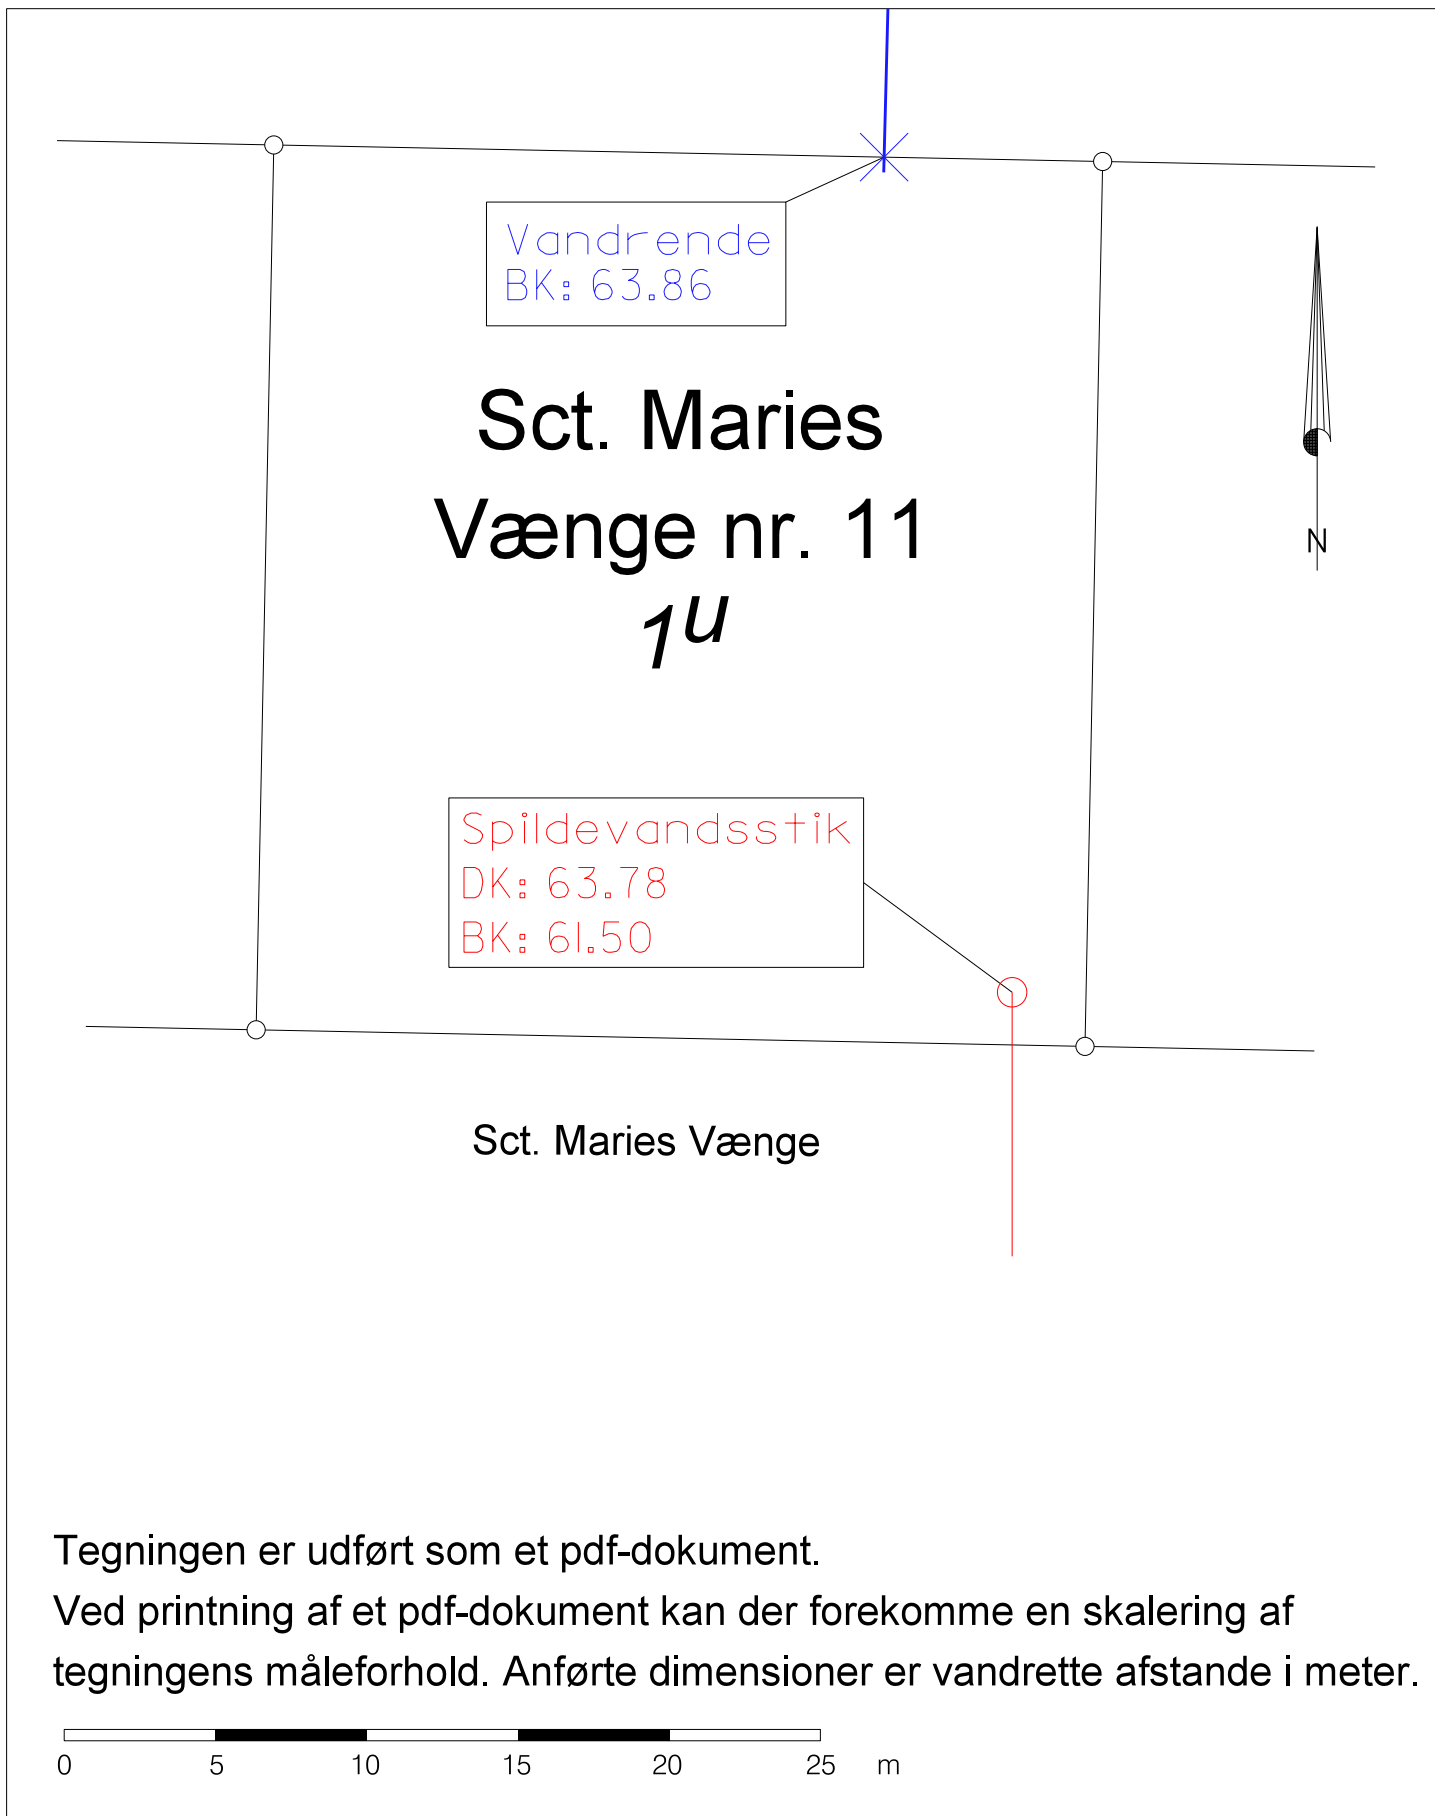 Vandrende
BK: 63.86
Sct. Maries
Vænge nr. 11
1u
N
Spildevandsstik
DK: 63.78
BK: 61.50
Sct. Maries Vænge
Tegningen er udført som et pdf-dokument.
Ved printning af et pdf-dokument kan der forekomme en skalering af
tegningens måleforhold. Anførte dimensioner er vandrette afstande i meter.
0 5 10 15 20 25 m